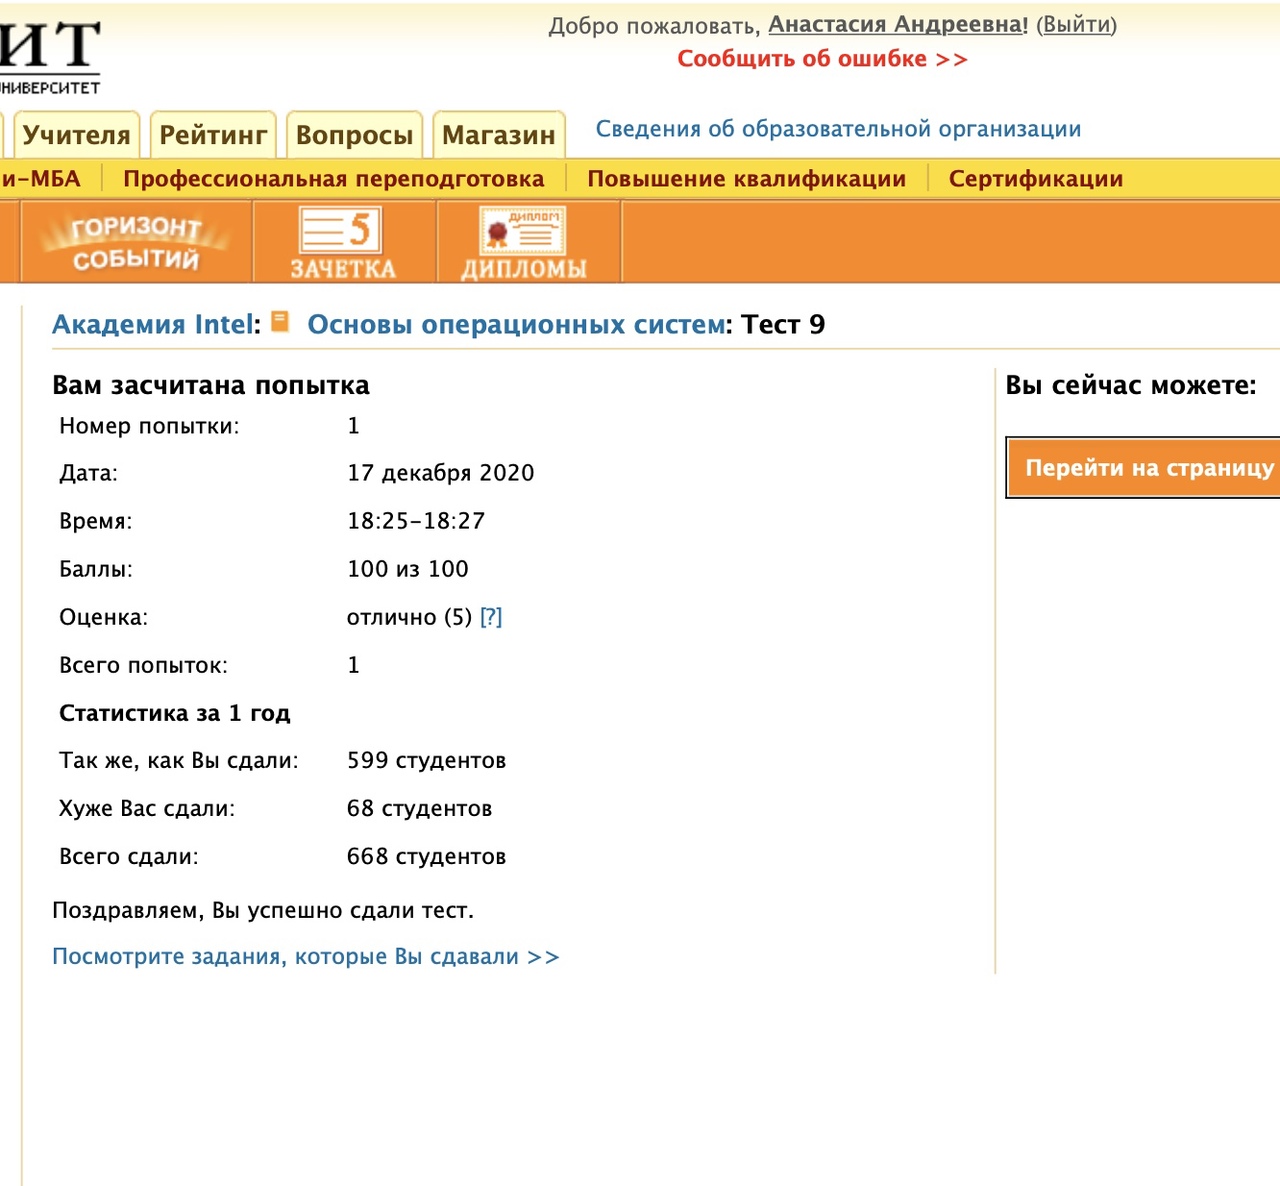 ИТ
Добро пожаловать, Анастасия Андреевна! (Выйти)
Сообщить об ошибке >>
НИВЕРСИТЕТ
Учителя Рейтинг Вопросы Магазин Сведения об образовательной организации
и-МБА Профессиональная переподготовка Повышение квалификации Сертификации
ГОРИЗОНТ СОБЫТИЙ
5
ЗАЧЕТКА
ДИПЛОМ
ДИПЛОМЫ
Академия Intel: Основы операционных систем: Тест 9
Вам засчитана попытка
Номер попытки: 1
Дата: 17 декабря 2020
Время: 18:25-18:27
Баллы: 100 из 100
Оценка: отлично (5) [?]
Всего попыток: 1
Статистика за 1 год
Так же, как Вы сдали: 599 студентов
Хуже Вас сдали: 68 студентов
Всего сдали: 668 студентов
Поздравляем, Вы успешно сдали тест.
Посмотрите задания, которые Вы сдавали >>
Вы сейчас можете:
Перейти на страницу